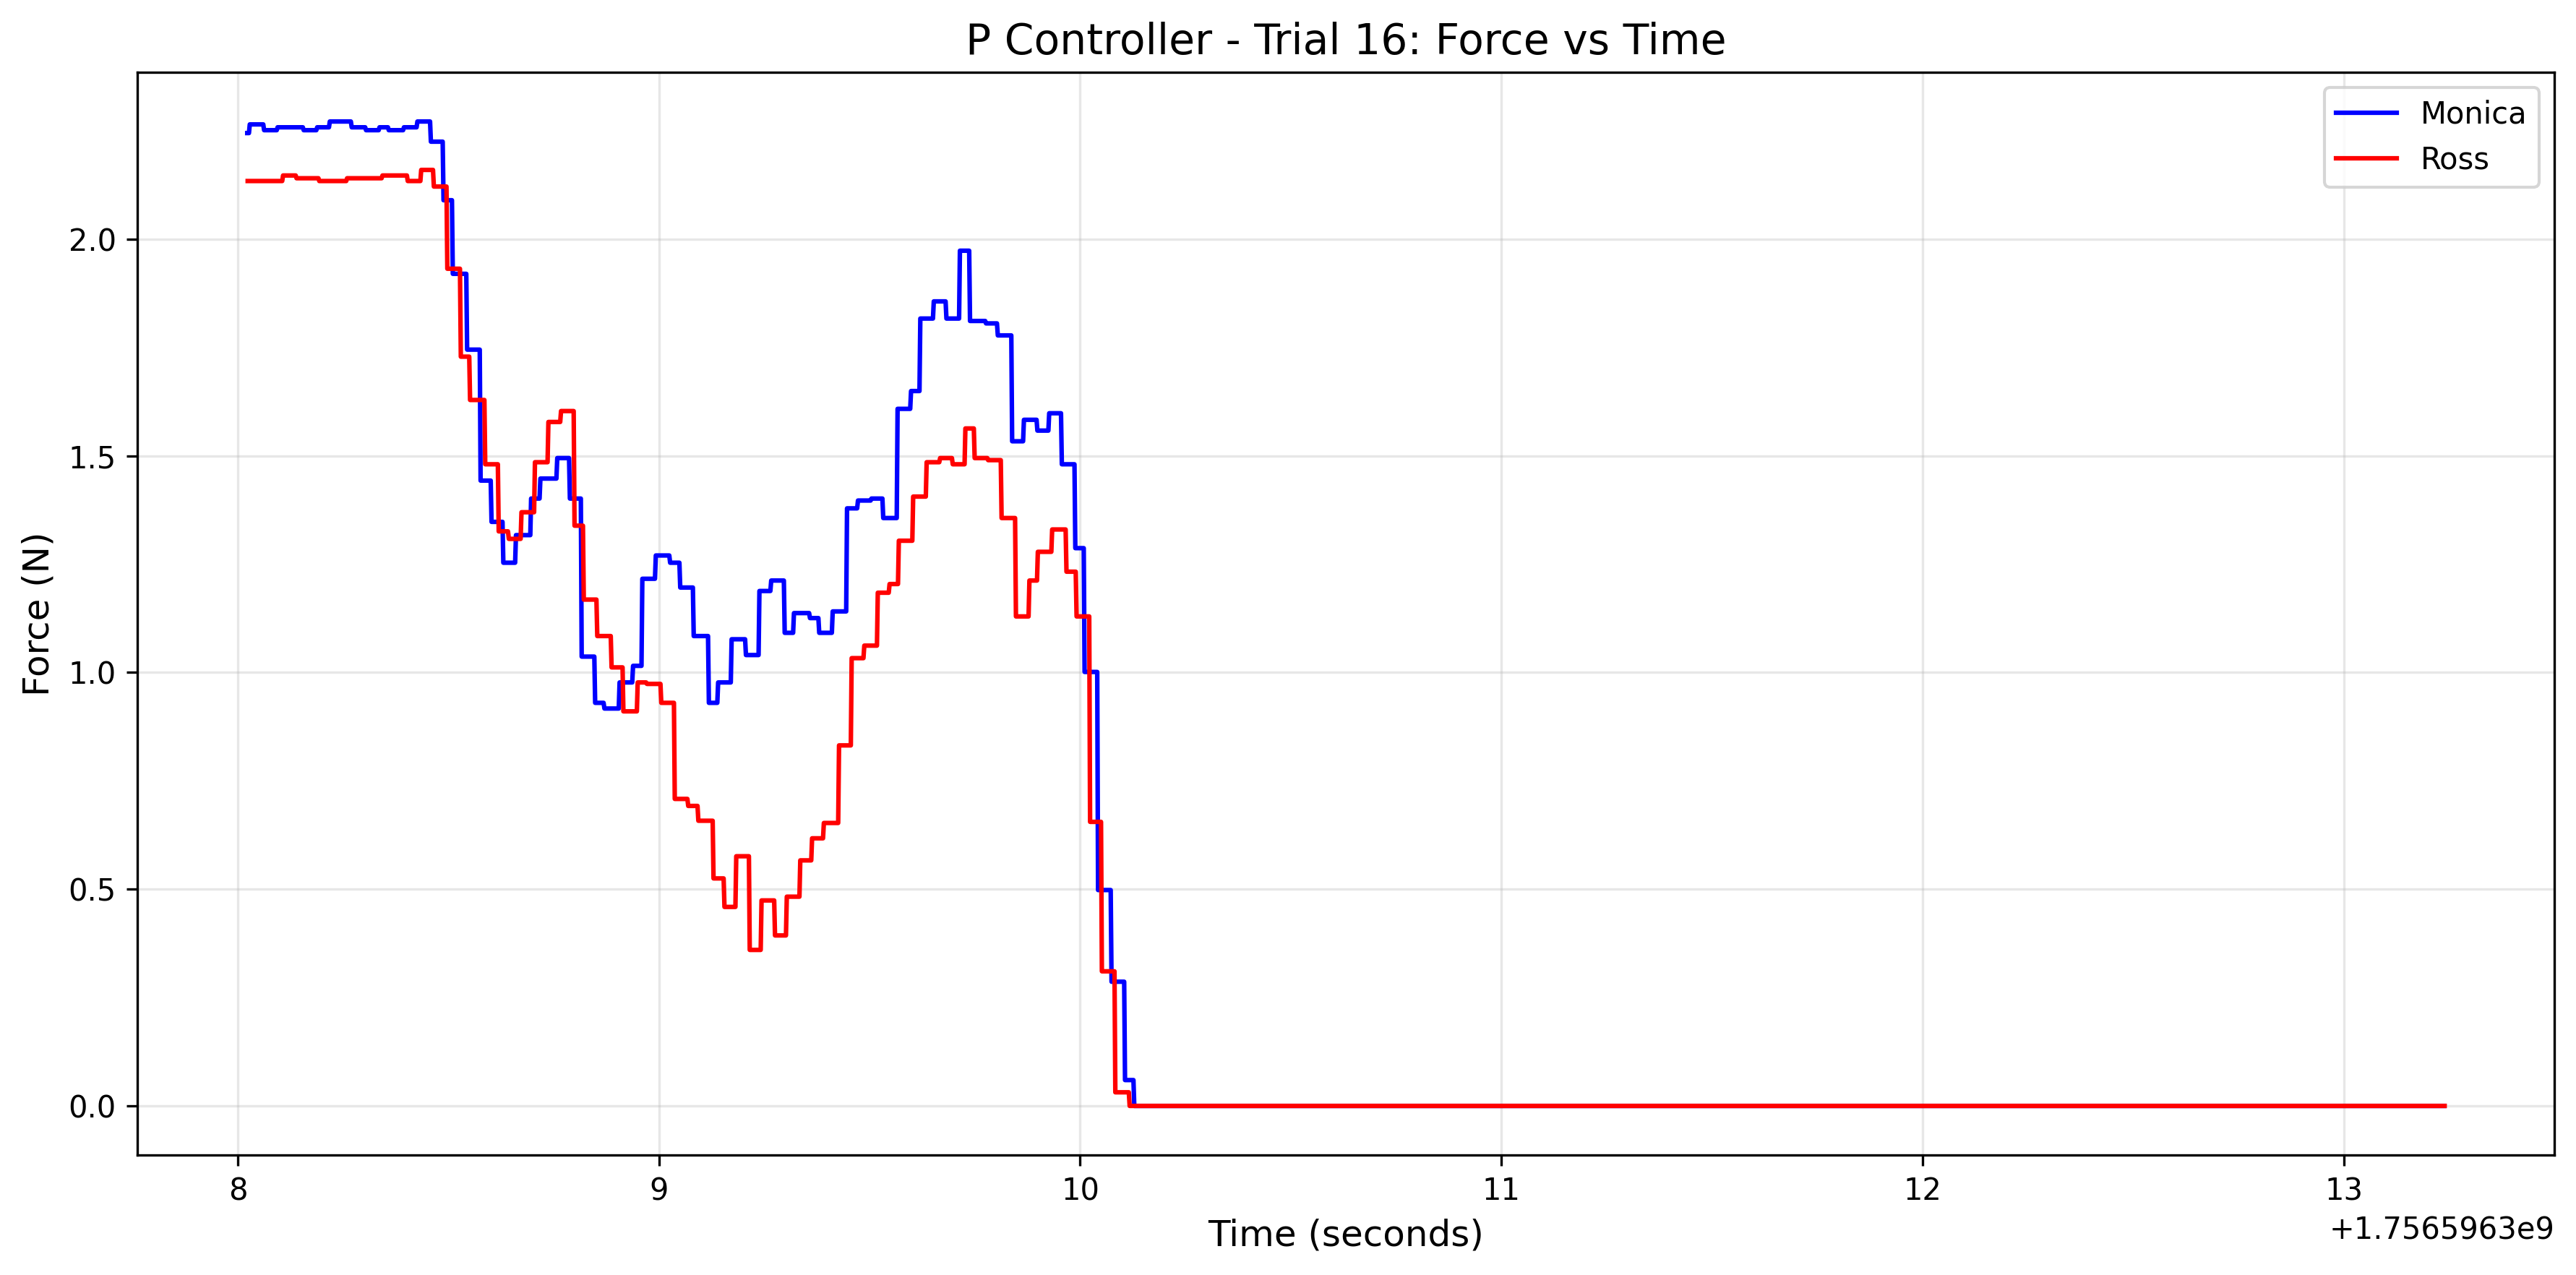 P Controller - Trial 16: Force vs Time
Monica
Ross
Force (N)
2.0
1.5
1.0
0.5
0.0
8
9
10
11
12
13
+1.7565963e9
Time (seconds)